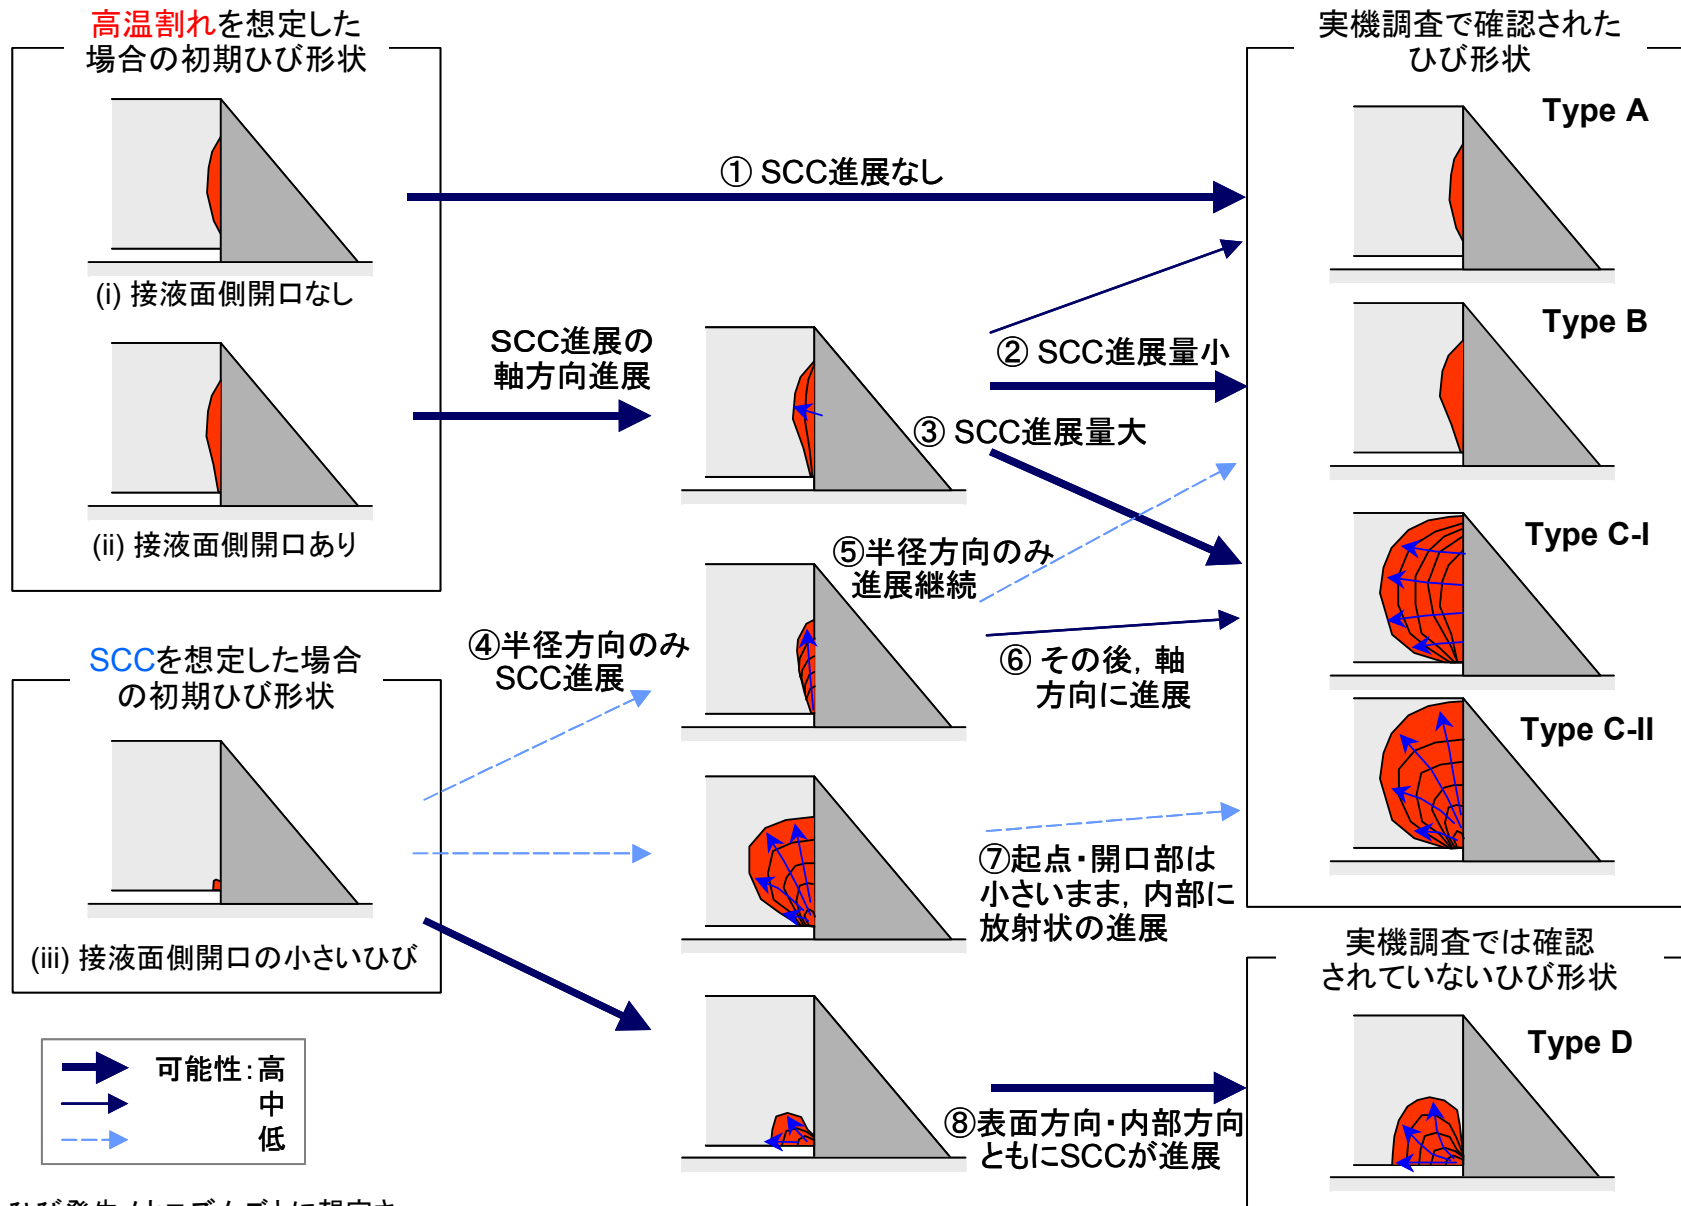 高温割れを想定した
場合の初期ひび形状
(i) 接液面側開口なし
(ii) 接液面側開口あり
SCCを想定した場合
の初期ひび形状
(iii) 接液面側開口の小さいひび
可能性:高
中
低
① SCC進展なし
SCC進展の
軸方向進展
② SCC進展量小
③ SCC進展量大
④半径方向のみ
SCC進展
⑤半径方向のみ
進展継続
⑥ その後, 軸
方向に進展
⑦起点・開口部は
小さいまま, 内部に
放射状の進展
⑧表面方向・内部方向
ともにSCCが進展
実機調査で確認された
ひび形状
Type A
Type B
Type C-I
Type C-II
実機調査では確認
されていないひび形状
Type D